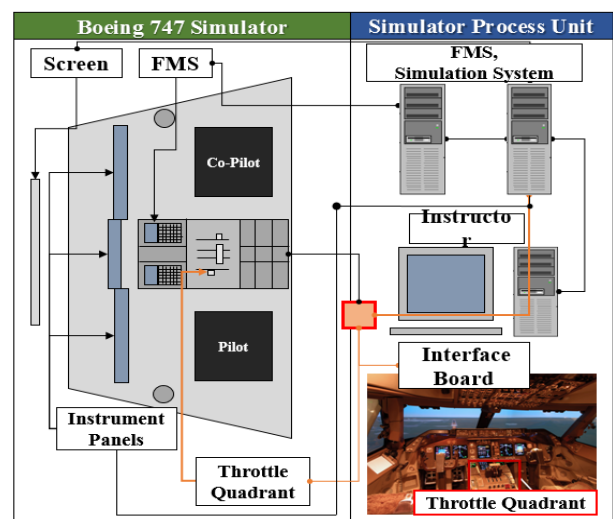 Boeing 747 Simulator
Simulator Process Unit
Screen
FMS
FMS,
Simulation System
Co-Pilot
Instructo
r
Pilot
Interface
Board
Instrument
Panels
Throttle
Quadrant
Throttle Quadrant